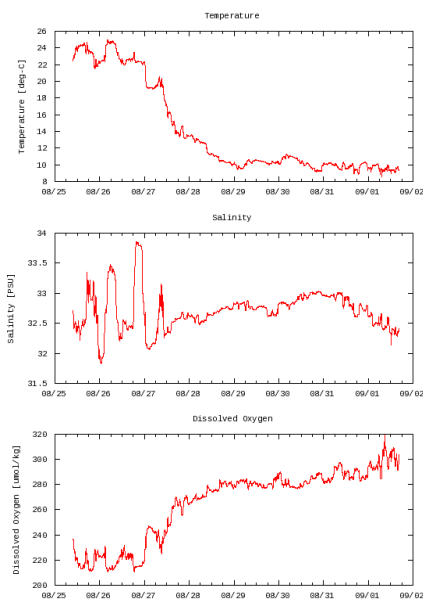 Temperature
26
24
22
20
18
16
14
12
10
8
Temperature [deg-C]
08/25 08/26 08/27 08/28 08/29 08/30 08/31 09/01 09/02
Salinity
34
33.5
33
32.5
32
31.5
Salinity [PSU]
08/25 08/26 08/27 08/28 08/29 08/30 08/31 09/01 09/02
Dissolved Oxygen
320
300
280
260
240
220
200
Dissolved Oxygen [umol/kg]
08/25 08/26 08/27 08/28 08/29 08/30 08/31 09/01 09/02